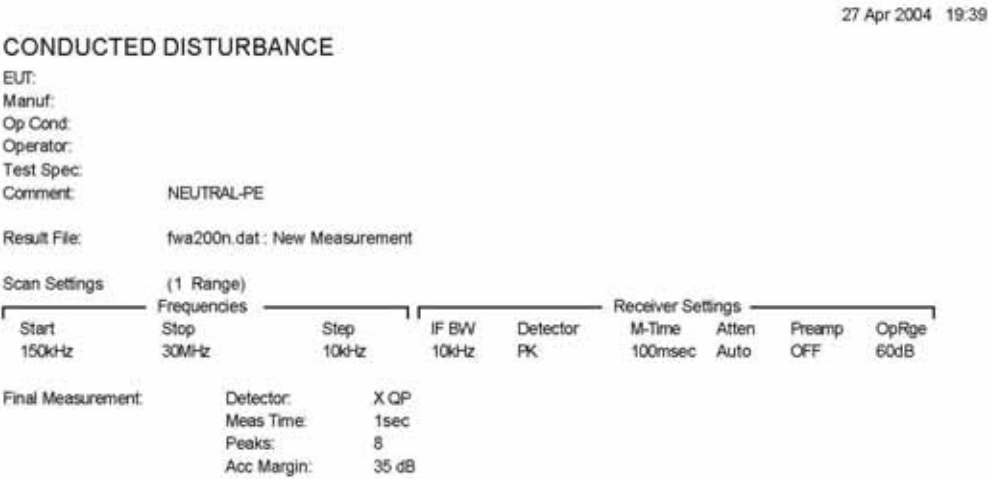 27 Apr 2004 19:39
CONDUCTED DISTURBANCE
EUT:
Manuf:
Op Cond:
Operator:
Test Spec:
Comment: NEUTRAL-PE
Result File: fwa200n.dat : New Measurement
Scan Settings (1 Range)
Frequencies Receiver Settings
Start Stop Step IF BW Detector M-Time Atten Preamp OpRge
150kHz 30MHz 10kHz 10kHz PK 100msec Auto OFF 60dB
Final Measurement: Detector: X QP
Meas Time: 1sec
Peaks: 8
Acc Margin: 35 dB